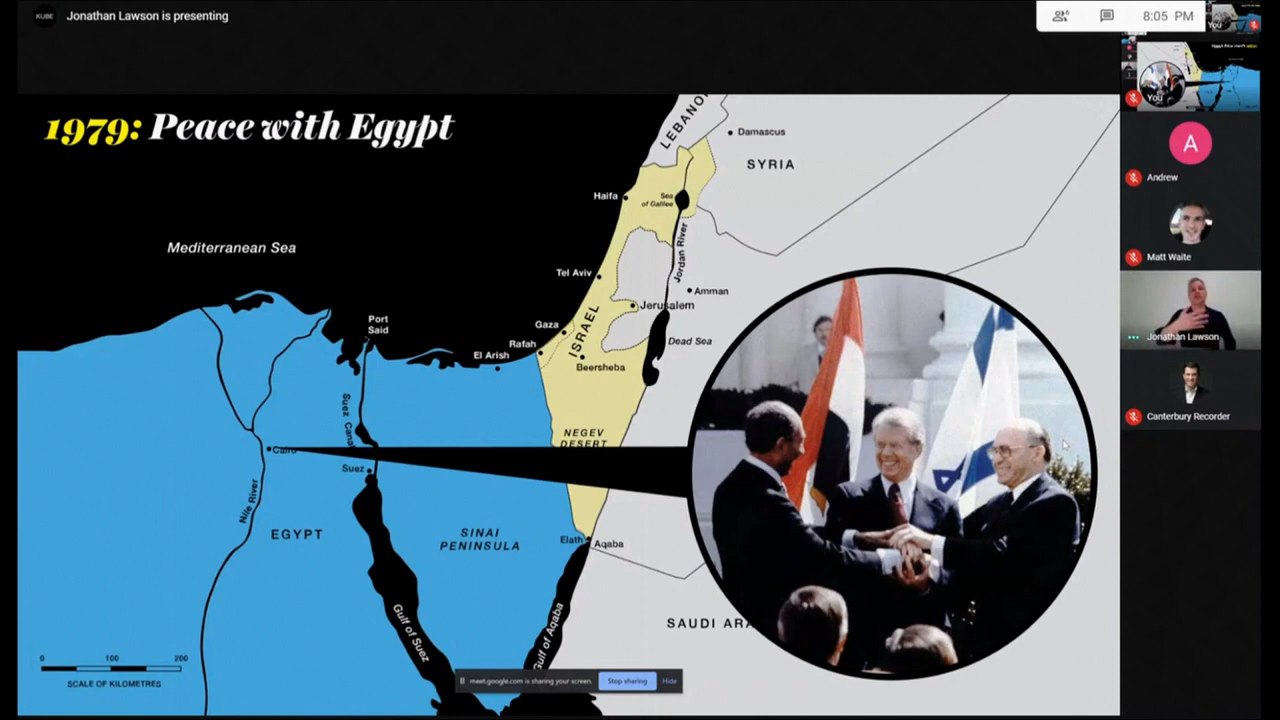 KUBE
Jonathan Lawson is presenting
6
8:05 PM
You
You
1979: Peace with Egypt
LEBANON
Damascus
SYRIA
Haifa
Sea
of Galilee
Mediterranean Sea
Jordan River
Tel Aviv
Amman
Jerusalem
ISRAEL
Port
Said
Gaza
Rafah
El Arish
Dead Sea
Beersheba
Suez Canal
NEGEV
DESERT
Cairo
Suez
Nile River
EGYPT
SINAI
PENINSULA
Elath
Aqaba
Gulf of Suez
Gulf of Aqaba
SAUDI ARA
0 100 200
SCALE OF KILOMETRES
meet.google.com is sharing your screen.
Stop sharing
Hide
A
Andrew
Matt Waite
Jonathan Lawson
Canterbury Recorder